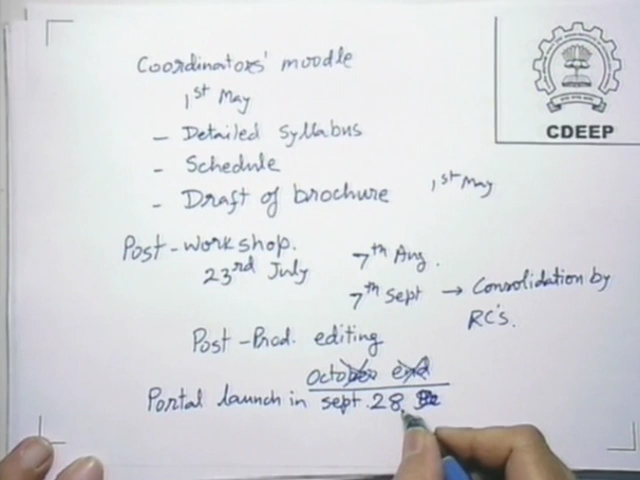 Coordinators' moodle
1st May
- Detailed syllabus
- Schedule
- Draft of brochure 1st May
Post-workshop.
23rd July
7th Aug.
7th Sept → Consolidation by
RC's.
Post-Prod. editing
October end
Portal launch in sept. 28
CDEEP